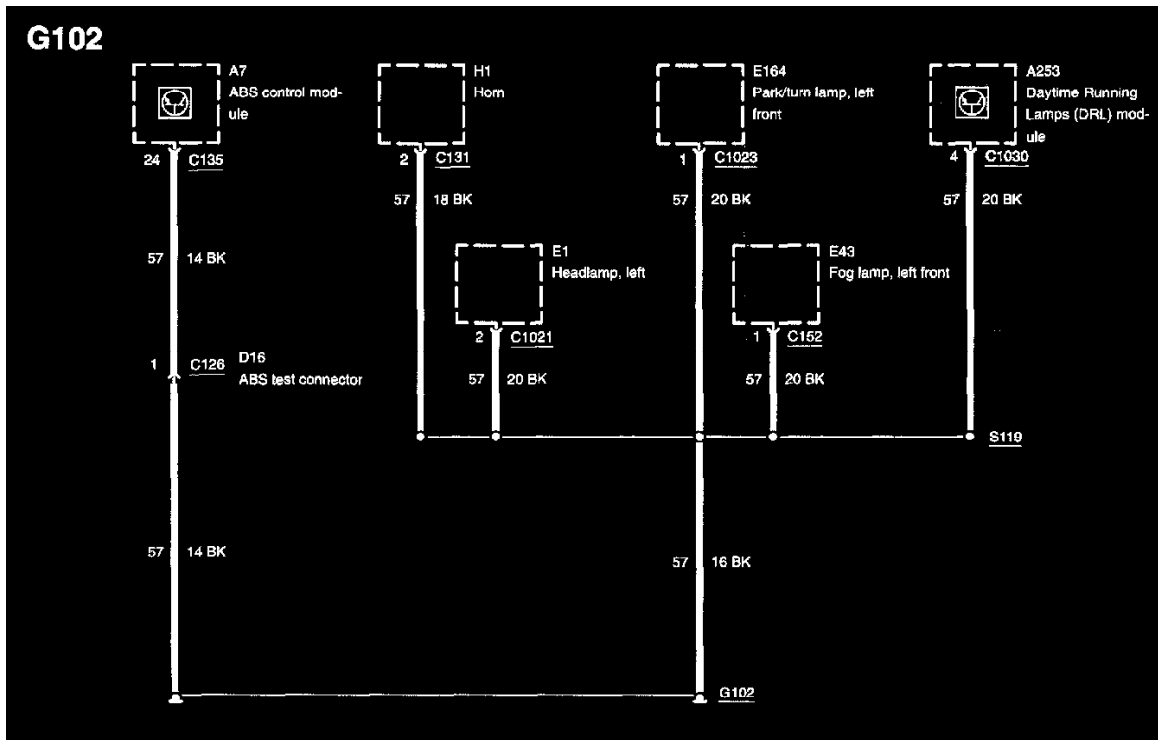 G102
A7
ABS control mod-
ule
24 C135
57 14 BK
1 C126
D16
ABS test connector
57 14 BK
H1
Horn
2 C131
57 18 BK
E1
Headlamp, left
2 C1021
57 20 BK
E164
Park/turn lamp, left
front
1 C1023
57 20 BK
E43
Fog lamp, left front
1 C152
57 20 BK
A253
Daytime Running
Lamps (DRL) mod-
ule
4 C1030
57 20 BK
S119
57 16 BK
G102